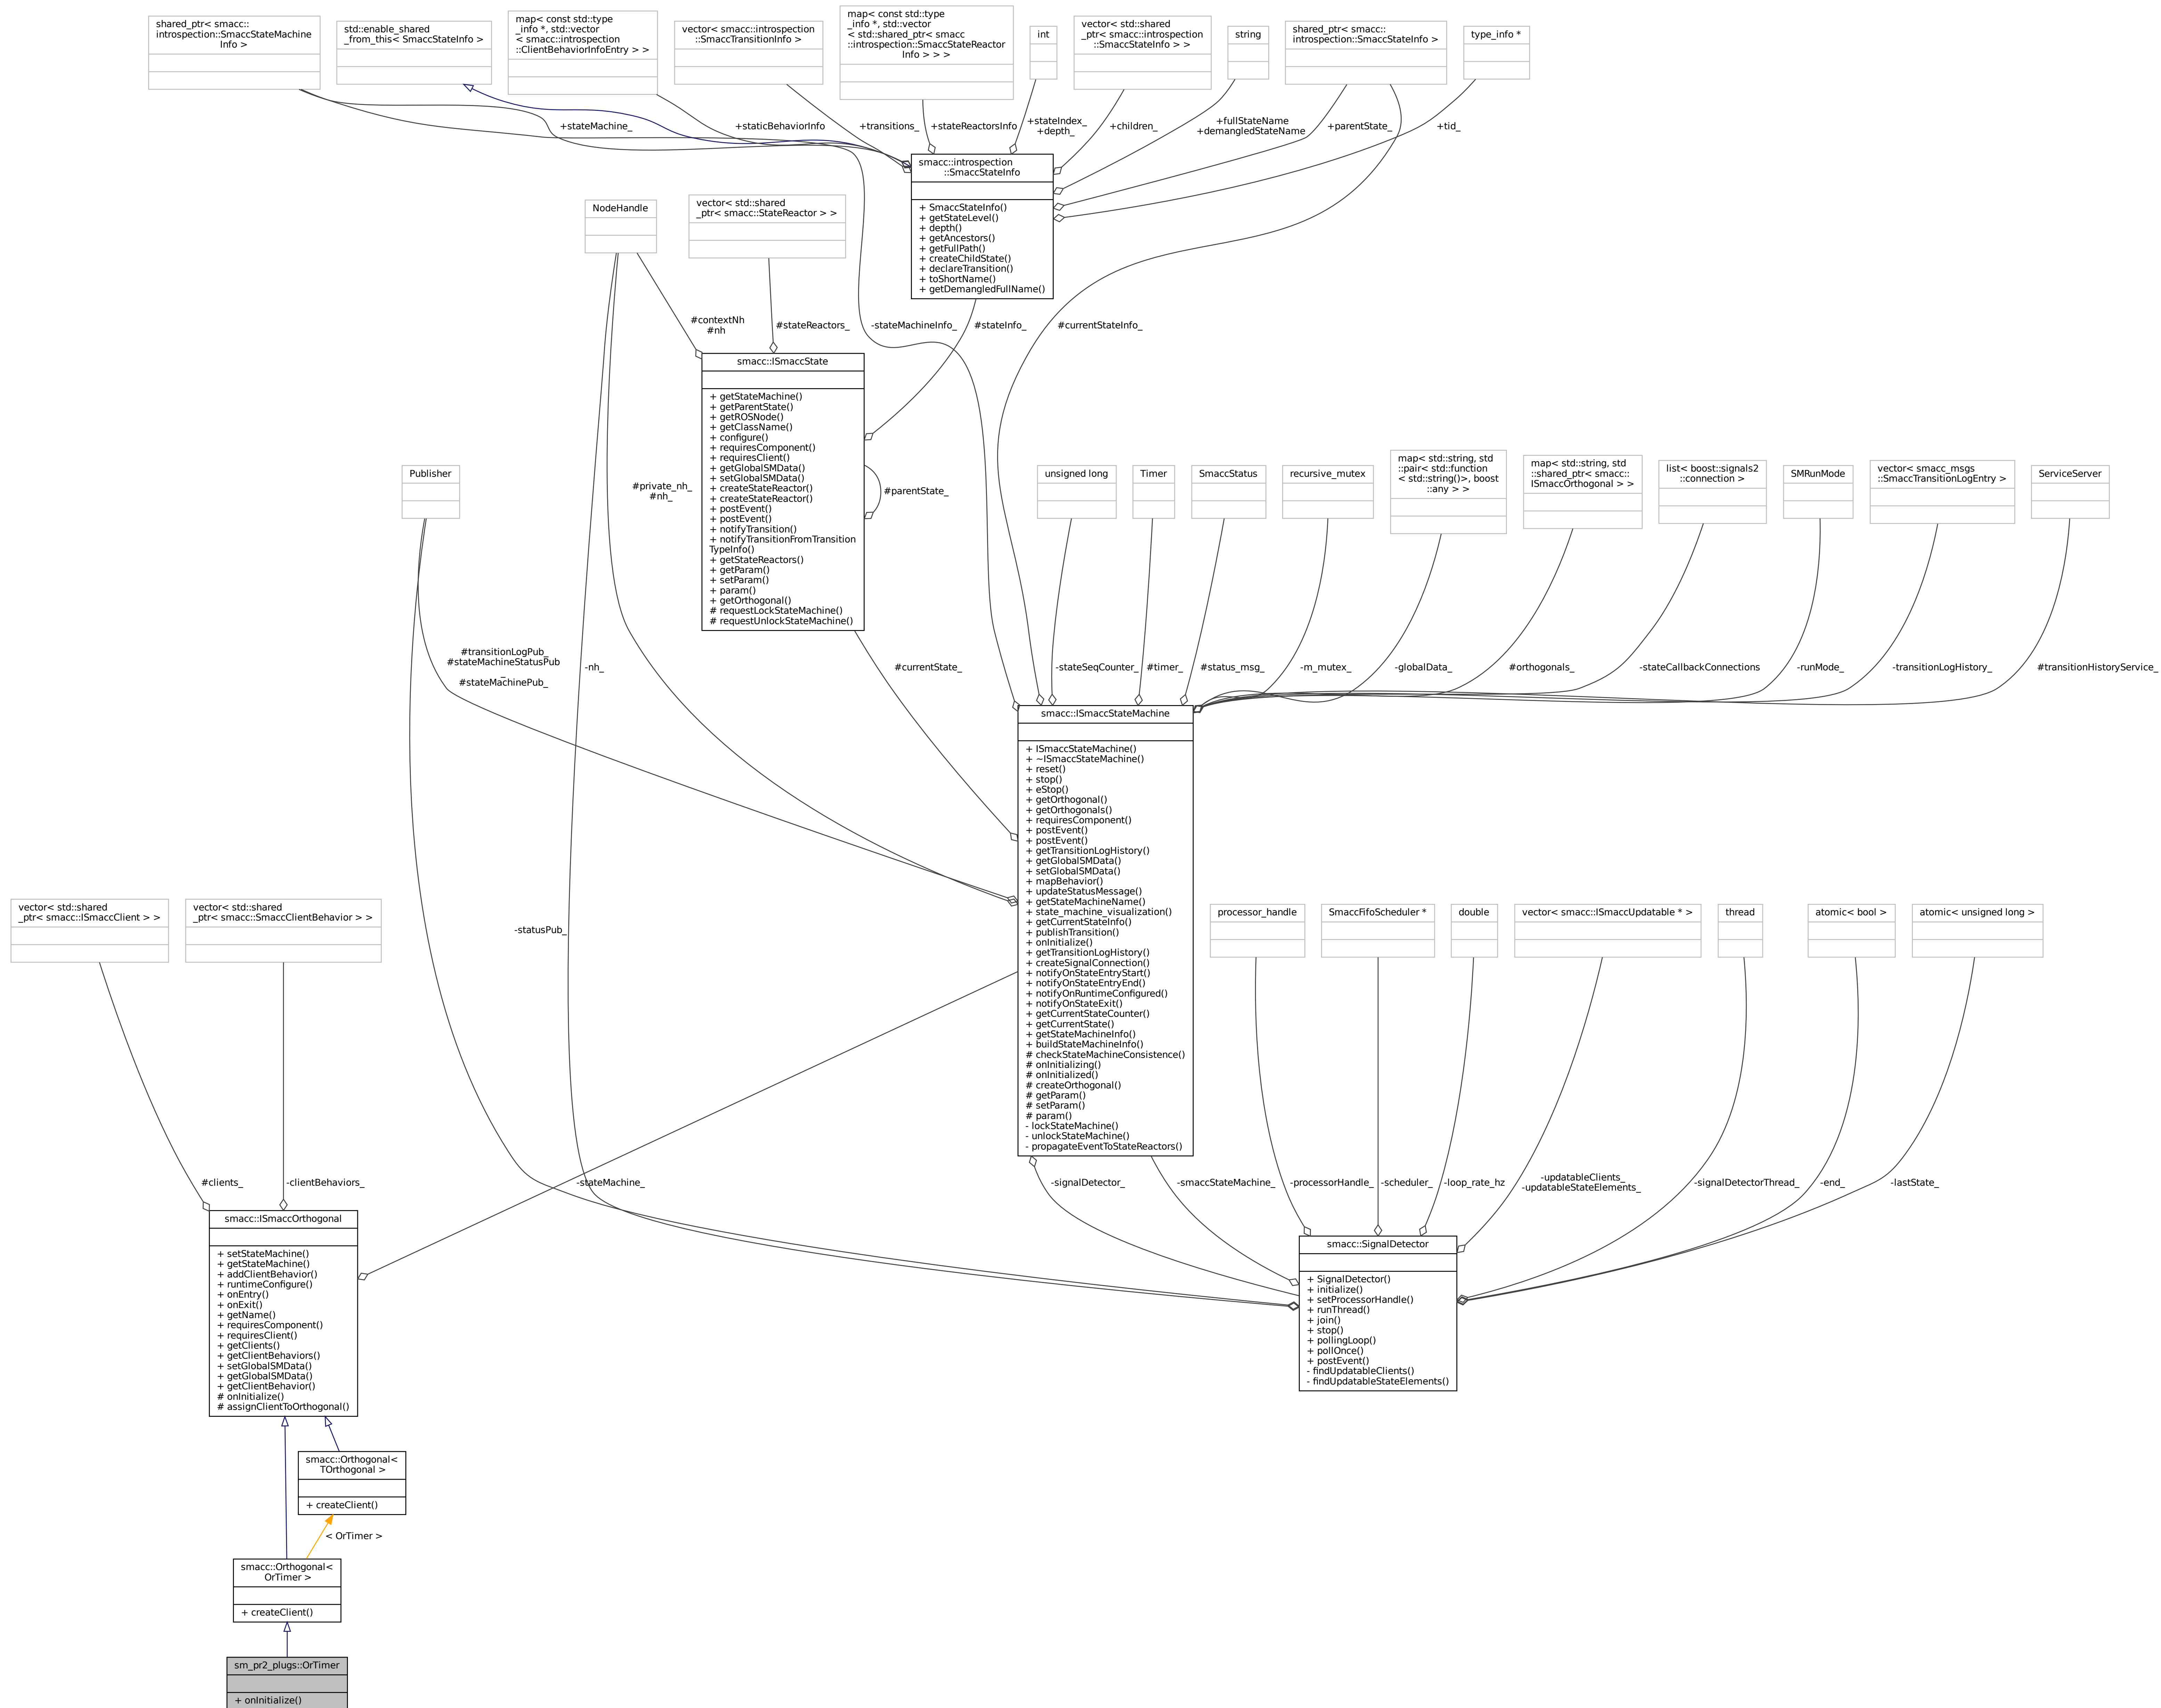 shared_ptr< smacc::
introspection::SmaccStateMachine
Info >
std::enable_shared
_from_this< SmaccStateInfo >
map< const std::type
_info *, std::vector
< smacc::introspection
::ClientBehaviorInfoEntry > >
vector< smacc::introspection
::SmaccTransitionInfo >
map< const std::type
_info *, std::vector
< std::shared_ptr< smacc
::introspection::SmaccStateReactor
Info > > >
int
vector< std::shared
_ptr< smacc::introspection
::SmaccStateInfo > >
string
shared_ptr< smacc::
introspection::SmaccStateInfo >
type_info *
+stateMachine_
+staticBehaviorInfo
+transitions_
+stateReactorsInfo
+stateIndex_
+depth_
+children_
+fullStateName
+demangledStateName
+parentState_
+tid_
smacc::introspection
::SmaccStateInfo
+ SmaccStateInfo()
+ getStateLevel()
+ depth()
+ getAncestors()
+ getFullPath()
+ createChildState()
+ declareTransition()
+ toShortName()
+ getDemangledFullName()
NodeHandle
vector< std::shared
_ptr< smacc::StateReactor > >
#contextNh
#nh
#stateReactors_
-stateMachineInfo_
#stateInfo_
#currentStateInfo_
smacc::ISmaccState
+ getStateMachine()
+ getParentState()
+ getROSNode()
+ getClassName()
+ configure()
+ requiresComponent()
+ requiresClient()
+ getGlobalSMData()
+ setGlobalSMData()
+ createStateReactor()
+ createStateReactor()
+ postEvent()
+ postEvent()
+ notifyTransition()
+ notifyTransitionFromTransition
TypeInfo()
+ getStateReactors()
+ getParam()
+ setParam()
+ param()
+ getOrthogonal()
# requestLockStateMachine()
# requestUnlockStateMachine()
#parentState_
#private_nh_
#nh_
Publisher
unsigned long
Timer
SmaccStatus
recursive_mutex
map< std::string, std
::pair< std::function
< std::string()>, boost
::any > >
map< std::string, std
::shared_ptr< smacc::
ISmaccOrthogonal > >
list< boost::signals2
::connection >
SMRunMode
vector< smacc_msgs
::SmaccTransitionLogEntry >
ServiceServer
#transitionLogPub_
#stateMachineStatusPub
_
#stateMachinePub_
-nh_
#currentState_
-stateSeqCounter_
#timer_
#status_msg_
-m_mutex_
-globalData_
#orthogonals_
-stateCallbackConnections
-runMode_
-transitionLogHistory_
#transitionHistoryService_
smacc::ISmaccStateMachine
+ ISmaccStateMachine()
+ ~ISmaccStateMachine()
+ reset()
+ stop()
+ eStop()
+ getOrthogonal()
+ getOrthogonals()
+ requiresComponent()
+ postEvent()
+ postEvent()
+ getTransitionLogHistory()
+ getGlobalSMData()
+ setGlobalSMData()
+ mapBehavior()
+ updateStatusMessage()
+ getStateMachineName()
+ state_machine_visualization()
+ getCurrentStateInfo()
+ publishTransition()
+ onInitialize()
+ getTransitionLogHistory()
+ createSignalConnection()
+ notifyOnStateEntryStart()
+ notifyOnStateEntryEnd()
+ notifyOnRuntimeConfigured()
+ notifyOnStateExit()
+ getCurrentStateCounter()
+ getCurrentState()
+ getStateMachineInfo()
+ buildStateMachineInfo()
# checkStateMachineConsistence()
# onInitializing()
# onInitialized()
# createOrthogonal()
# getParam()
# setParam()
# param()
- lockStateMachine()
- unlockStateMachine()
- propagateEventToStateReactors()
vector< std::shared
_ptr< smacc::ISmaccClient > >
vector< std::shared
_ptr< smacc::SmaccClientBehavior > >
-statusPub_
processor_handle
SmaccFifoScheduler *
double
vector< smacc::ISmaccUpdatable * >
thread
atomic< bool >
atomic< unsigned long >
#clients_
-clientBehaviors_
-stateMachine_
-signalDetector_
-smaccStateMachine_
-processorHandle_
-scheduler_
-loop_rate_hz
-updatableClients_
-updatableStateElements_
-signalDetectorThread_
-end_
-lastState_
smacc::ISmaccOrthogonal
+ setStateMachine()
+ getStateMachine()
+ addClientBehavior()
+ runtimeConfigure()
+ onEntry()
+ onExit()
+ getName()
+ requiresComponent()
+ requiresClient()
+ getClients()
+ getClientBehaviors()
+ setGlobalSMData()
+ getGlobalSMData()
+ getClientBehavior()
# onInitialize()
# assignClientToOrthogonal()
smacc::SignalDetector
+ SignalDetector()
+ initialize()
+ setProcessorHandle()
+ runThread()
+ join()
+ stop()
+ pollingLoop()
+ pollOnce()
+ postEvent()
- findUpdatableClients()
- findUpdatableStateElements()
smacc::Orthogonal<
TOrthogonal >
+ createClient()
< OrTimer >
smacc::Orthogonal<
OrTimer >
+ createClient()
sm_pr2_plugs::OrTimer
+ onInitialize()